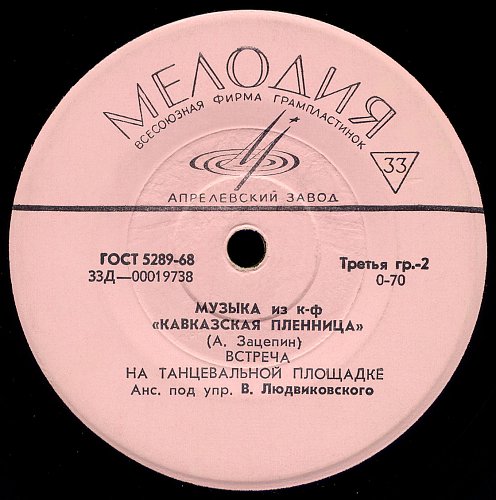 МЕЛОДИЯ
ВСЕСОЮЗНАЯ ФИРМА ГРАМПЛАСТИНОК
33
АПРЕЛЕВСКИЙ ЗАВОД
ГОСТ 5289-68
Третья гр.-2
33Д—00019738
0-70
МУЗЫКА из к-ф
«КАВКАЗСКАЯ ПЛЕННИЦА»
(А. Зацепин)
ВСТРЕЧА
НА ТАНЦЕВАЛЬНОЙ ПЛОЩАДКЕ
Анс. под упр. В. Людвиковского